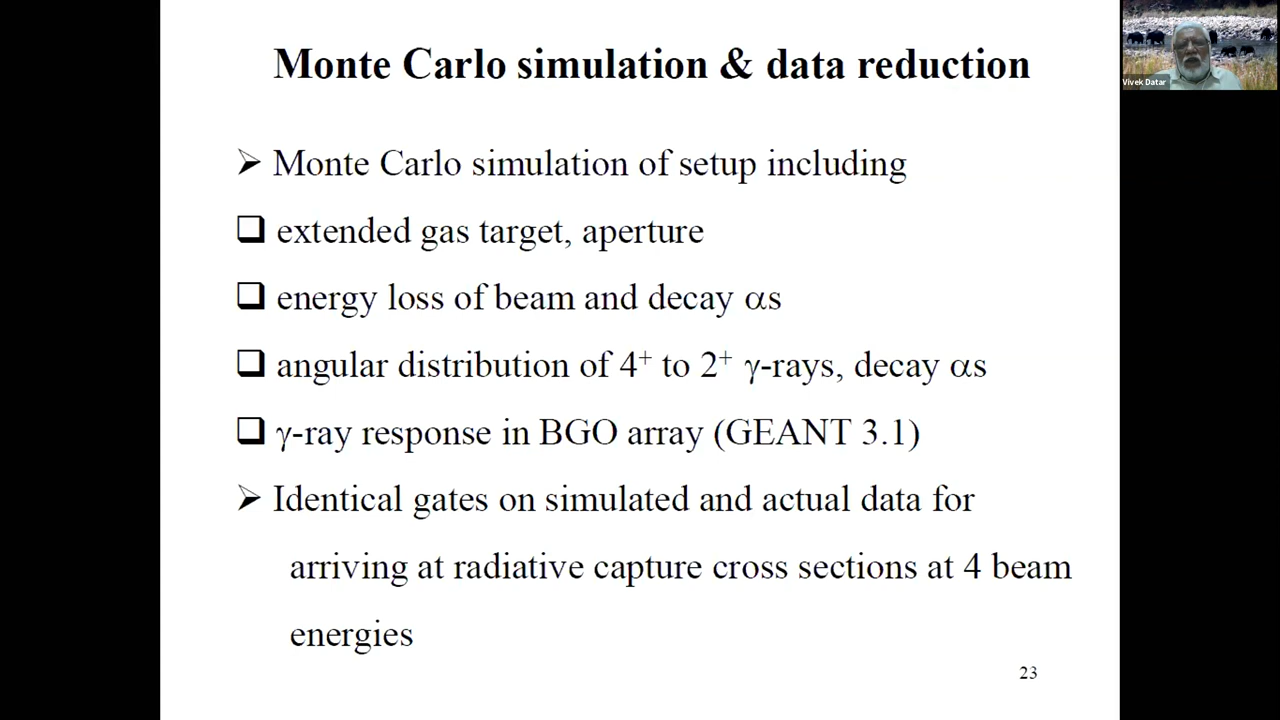 Monte Carlo simulation & data reduction
Vivek Datar
➢ Monte Carlo simulation of setup including
❑ extended gas target, aperture
❑ energy loss of beam and decay αs
❑ angular distribution of 4⁺ to 2⁺ γ-rays, decay αs
❑ γ-ray response in BGO array (GEANT 3.1)
➢ Identical gates on simulated and actual data for
arriving at radiative capture cross sections at 4 beam
energies
23